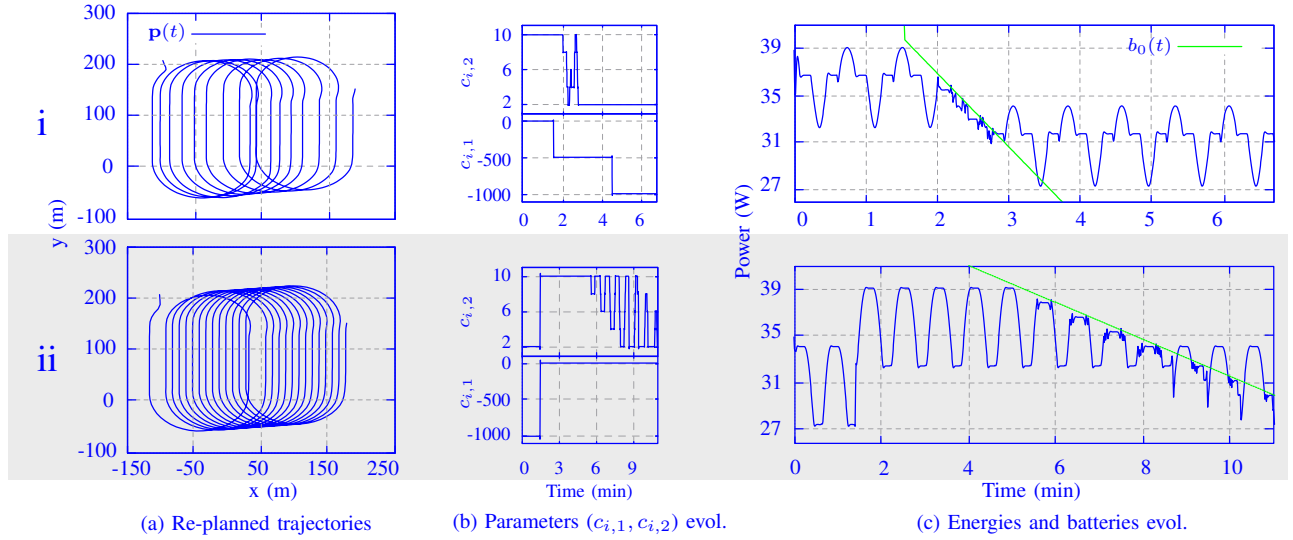 p(t)
300
200
100
0
-100
y (m)
i
10
6
2
c_{i,2}
0
-500
-1000
c_{i,1}
0 2 4 6
39
35
31
27
Power (W)
b_0(t)
0 1 2 3 4 5 6
300
200
100
0
-100
ii
-150 -50 50 150 250
x (m)
10
6
2
c_{i,2}
0
-500
-1000
c_{i,1}
0 3 6 9
Time (min)
39
35
31
27
0 2 4 6 8 10
Time (min)
(a) Re-planned trajectories
(b) Parameters (c_{i,1}, c_{i,2}) evol.
(c) Energies and batteries evol.